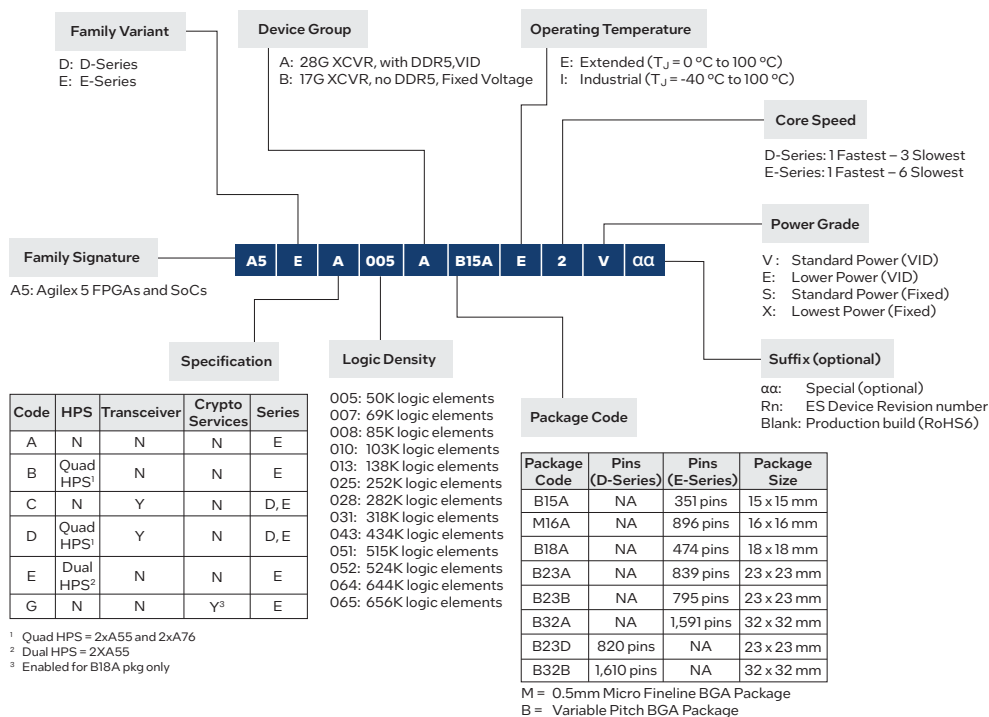 Family Variant
D: D-Series
E: E-Series
Device Group
A: 28G XCVR, with DDR5,VID
B: 17G XCVR, no DDR5, Fixed Voltage
Operating Temperature
E: Extended (TJ = 0 ºC to 100 ºC)
I: Industrial (TJ = -40 ºC to 100 ºC)
Core Speed
D-Series: 1 Fastest – 3 Slowest
E-Series: 1 Fastest – 6 Slowest
Power Grade
V: Standard Power (VID)
E: Lower Power (VID)
S: Standard Power (Fixed)
X: Lowest Power (Fixed)
Family Signature
A5: Agilex 5 FPGAs and SoCs
A5 E A 005 A B15A E 2 V αα
Suffix (optional)
αα: Special (optional)
Rn: ES Device Revision number
Blank: Production build (RoHS6)
Specification
Code HPS Transceiver Crypto Services Series
A N N N E
B Quad HPS¹ N N E
C N Y N D, E
D Quad HPS¹ Y N D, E
E Dual HPS² N N E
G N N Y³ E
¹ Quad HPS = 2xA55 and 2xA76
² Dual HPS = 2XA55
³ Enabled for B18A pkg only
Logic Density
005: 50K logic elements
007: 69K logic elements
008: 85K logic elements
010: 103K logic elements
013: 138K logic elements
025: 252K logic elements
028: 282K logic elements
031: 318K logic elements
043: 434K logic elements
051: 515K logic elements
052: 524K logic elements
064: 644K logic elements
065: 656K logic elements
Package Code
Package Code Pins (D-Series) Pins (E-Series) Package Size
B15A NA 351 pins 15 x 15 mm
M16A NA 896 pins 16 x 16 mm
B18A NA 474 pins 18 x 18 mm
B23A NA 839 pins 23 x 23 mm
B23B NA 795 pins 23 x 23 mm
B32A NA 1,591 pins 32 x 32 mm
B23D 820 pins NA 23 x 23 mm
B32B 1,610 pins NA 32 x 32 mm
M = 0.5mm Micro Fineline BGA Package
B = Variable Pitch BGA Package